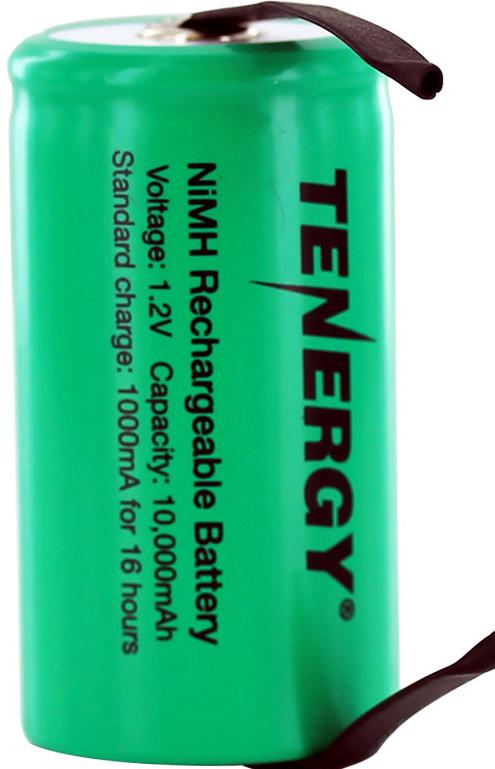 TENERGY®
NiMH Rechargeable Battery
Voltage: 1.2V Capacity: 10,000mAh
Standard charge: 1000mA for 16 hours